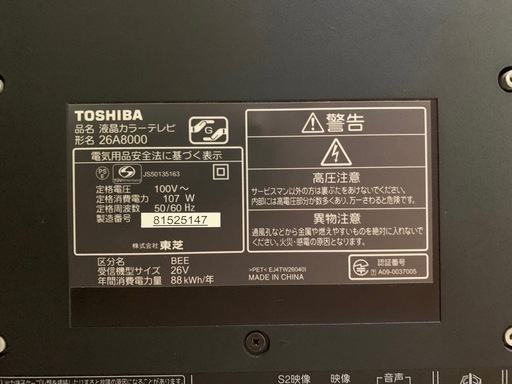 TOSHIBA
品名 液晶カラーテレビ
形名 26A8000
G
電気用品安全法に基づく表示
PS
E
JS50135163
定格電圧 100V~
定格消費電力 107 W
定格周波数 50/60 Hz
製造番号 81525147
株式会社 東芝
区分名 BEE
受信機型サイズ 26V
年間消費電力量 88 kWh/年
警告
高圧注意
サービスマン以外の方は裏ぶたをあけないでください。
内部には高電圧部分が数多くあり、万一さわると危険です。
異物注意
通風孔などから金属や燃えやすいものを絶対に入れないで
ください。火災・感電の原因となります。
>PET< EJ4TW26040I
MADE IN CHINA
認証番号
A09-0037005
S2映像 映像 音声